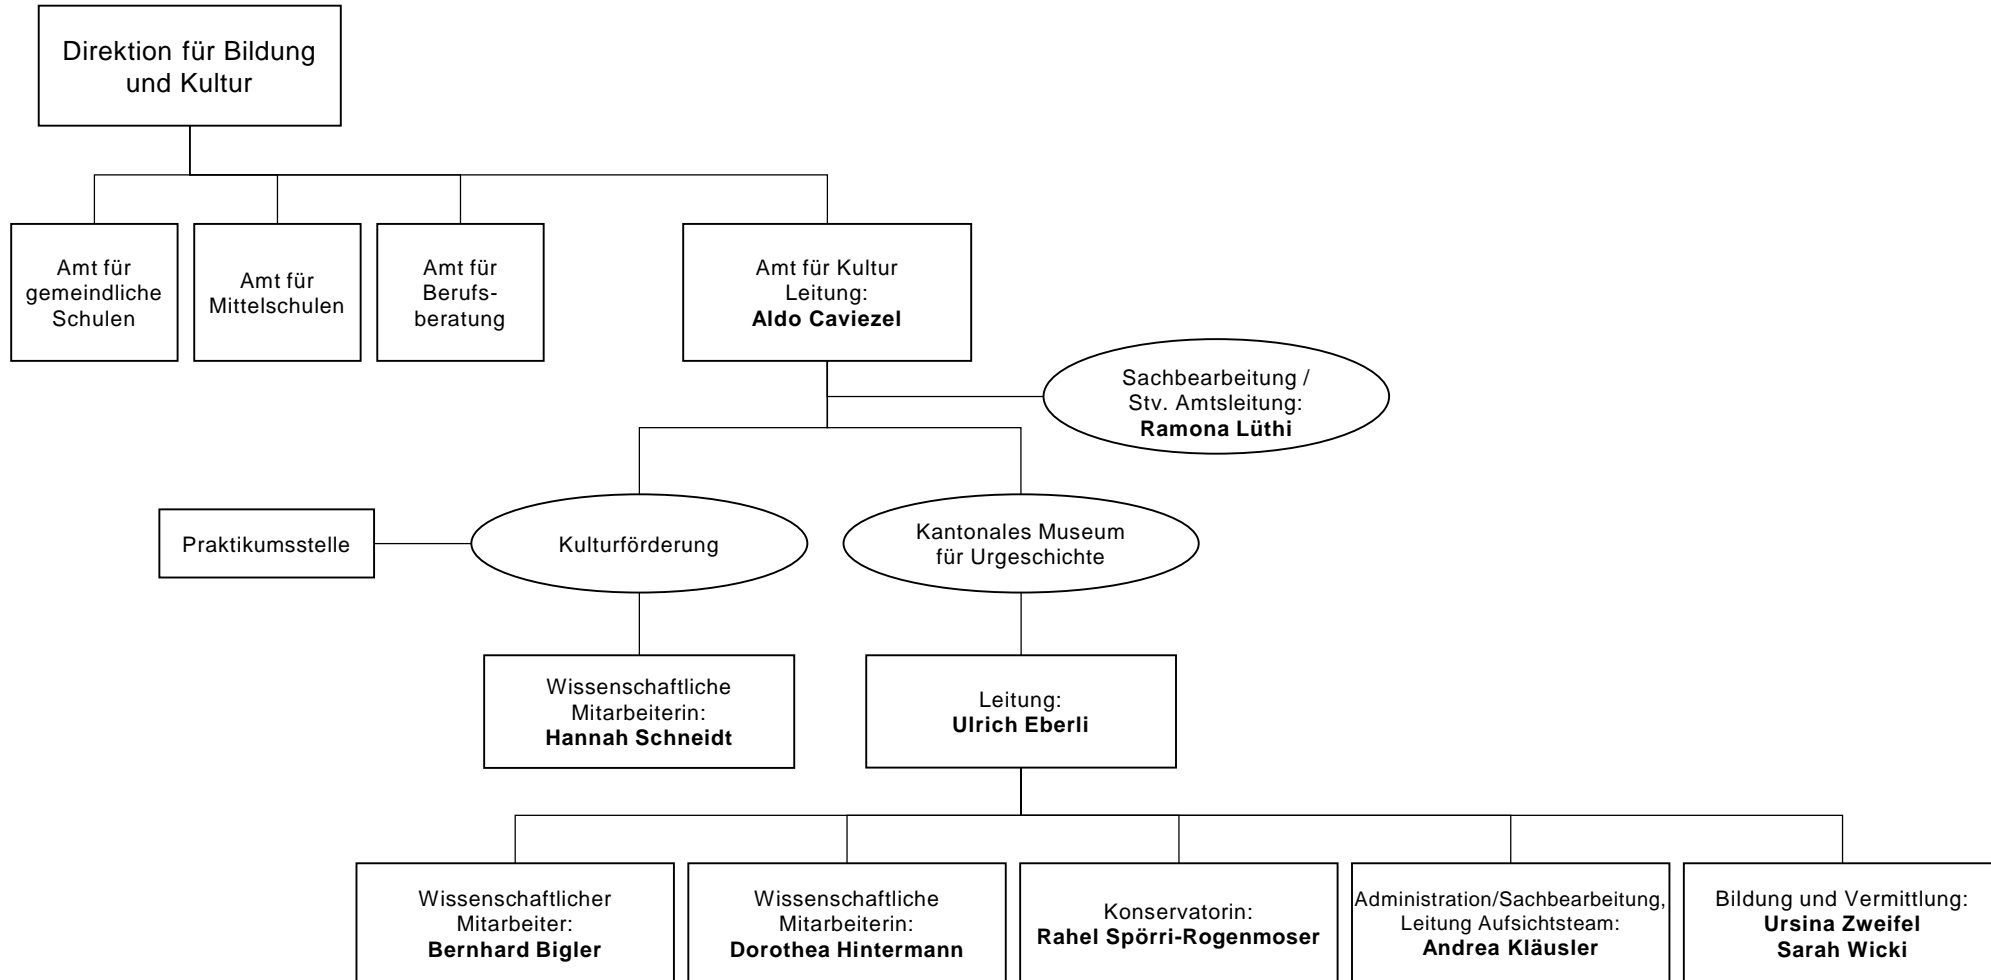 Direktion für Bildung
und Kultur
Amt für
gemeindliche
Schulen
Amt für
Mittelschulen
Amt für
Berufs-
beratung
Amt für Kultur
Leitung:
Aldo Caviezel
Sachbearbeitung /
Stv. Amtsleitung:
Ramona Lüthi
Praktikumsstelle
Kulturförderung
Kantonales Museum
für Urgeschichte
Wissenschaftliche
Mitarbeiterin:
Hannah Schneidt
Leitung:
Ulrich Eberli
Wissenschaftlicher
Mitarbeiter:
Bernhard Bigler
Wissenschaftliche
Mitarbeiterin:
Dorothea Hintermann
Konservatorin:
Rahel Spörri-Rogenmoser
Administration/Sachbearbeitung,
Leitung Aufsichtsteam:
Andrea Kläusler
Bildung und Vermittlung:
Ursina Zweifel
Sarah Wicki